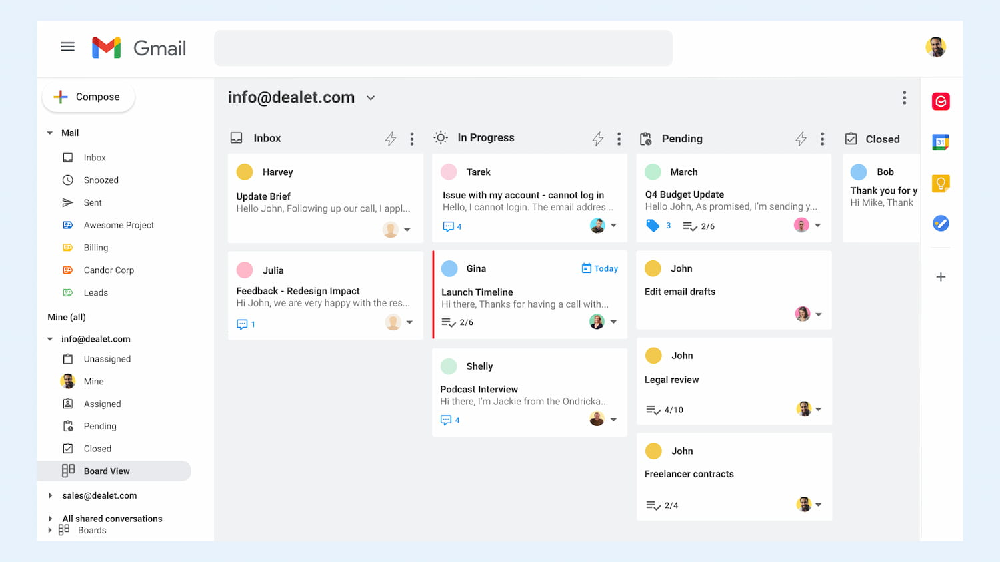 Gmail
Compose
Mail
Inbox
Snoozed
Sent
Awesome Project
Billing
Candor Corp
Leads
Mine (all)
info@dealet.com
Unassigned
Mine
Assigned
Pending
Closed
Board View
sales@dealet.com
All shared conversations
Boards
info@dealet.com
Inbox
Harvey
Update Brief
Hello John, Following up our call, I appl...
Julia
Feedback - Redesign Impact
Hi John, we are very happy with the res...
1
In Progress
Tarek
Issue with my account - cannot log in
Hello, I cannot login. The email addres...
4
Gina
Today
Launch Timeline
Hi there, Thanks for having a call with...
2/6
Shelly
Podcast Interview
Hi there, I'm Jackie from the Ondricka...
4
Pending
March
Q4 Budget Update
Hello John, As promised, I'm sending y...
3 2/6
John
Edit email drafts
John
Legal review
4/10
John
Freelancer contracts
2/4
Closed
Bob
Thank you for y
Hi Mike, Thank
31